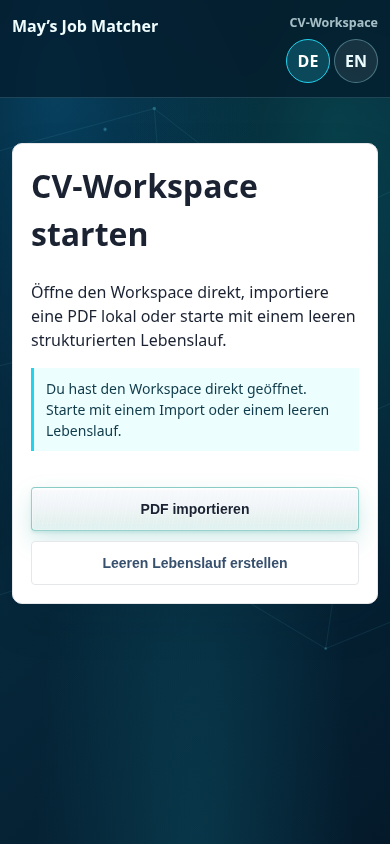 May’s Job Matcher
CV-Workspace
DE
EN
CV-Workspace
starten
Öffne den Workspace direkt, importiere
eine PDF lokal oder starte mit einem leeren
strukturierten Lebenslauf.
Du hast den Workspace direkt geöffnet.
Starte mit einem Import oder einem leeren
Lebenslauf.
PDF importieren
Leeren Lebenslauf erstellen